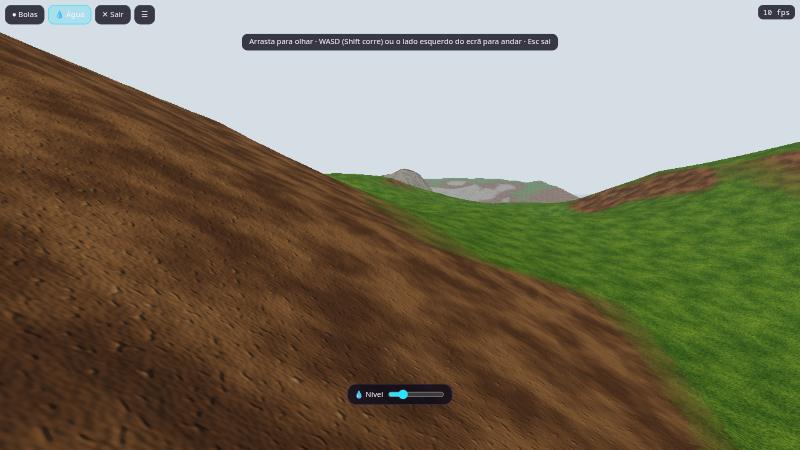 ● Bolas
💧 Água
✕ Sair
☰
10 fps
Arrasta para olhar · WASD (Shift corre) ou o lado esquerdo do ecrã para andar · Esc sai
💧 Nível